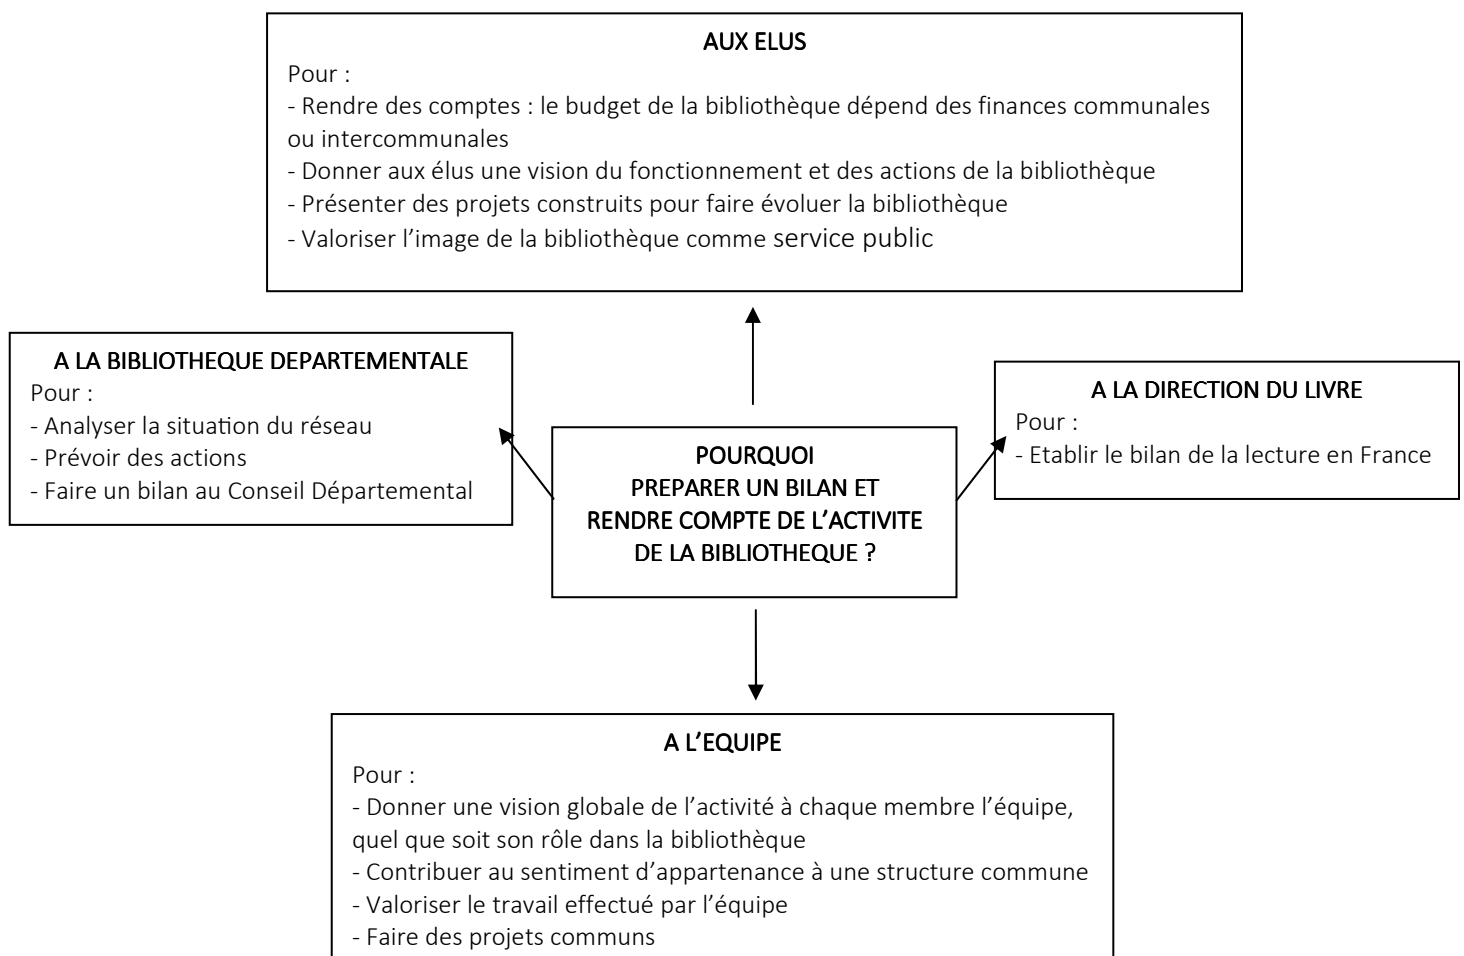 AUX ELUS
Pour :
- Rendre des comptes : le budget de la bibliothèque dépend des finances communales
ou intercommunales
- Donner aux élus une vision du fonctionnement et des actions de la bibliothèque
- Présenter des projets construits pour faire évoluer la bibliothèque
- Valoriser l’image de la bibliothèque comme service public
A LA BIBLIOTHEQUE DEPARTEMENTALE
Pour :
- Analyser la situation du réseau
- Prévoir des actions
- Faire un bilan au Conseil Départemental
POURQUOI
PREPARER UN BILAN ET
RENDRE COMPTE DE L’ACTIVITE
DE LA BIBLIOTHEQUE ?
A LA DIRECTION DU LIVRE
Pour :
- Etablir le bilan de la lecture en France
A L’EQUIPE
Pour :
- Donner une vision globale de l’activité à chaque membre l’équipe,
quel que soit son rôle dans la bibliothèque
- Contribuer au sentiment d’appartenance à une structure commune
- Valoriser le travail effectué par l’équipe
- Faire des projets communs